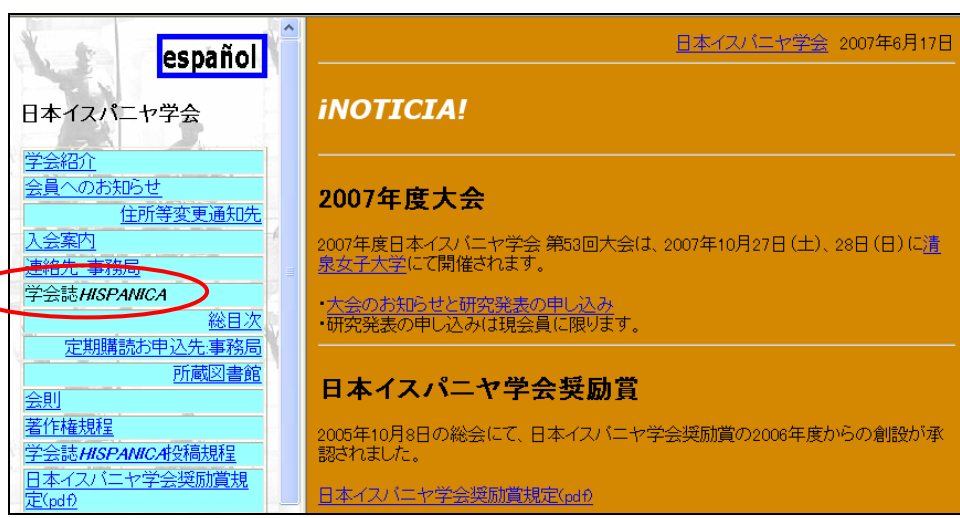 español
日本イスパニヤ学会
学会紹介
会員へのお知らせ
住所等変更通知先
入会案内
連絡先・事務局
学会誌HISPANICA
総目次
定期購読お申込先:事務局
所蔵図書館
会則
著作権規程
学会誌HISPANICA投稿規程
日本イスパニヤ学会奨励賞規
定(pdf)
日本イスパニヤ学会 2007年6月17日
¡NOTICIA!
2007年度大会
2007年度日本イスパニヤ学会 第53回大会は、2007年10月27日(土)、28日(日)に清
泉女子大学にて開催されます。
・大会のお知らせと研究発表の申し込み
・研究発表の申し込みは現会員に限ります。
日本イスパニヤ学会奨励賞
2005年10月8日の総会にて、日本イスパニヤ学会奨励賞の2006年度からの創設が承
認されました。
日本イスパニヤ学会奨励賞規定(pdf)